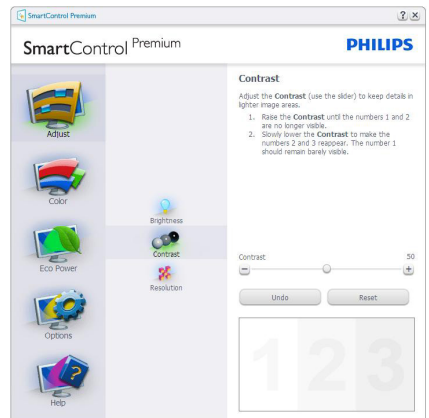 SmartControl Premium
? X
SmartControl Premium
PHILIPS
Adjust
Color
Eco Power
Options
Help
Brightness
Contrast
Resolution
Contrast
Adjust the Contrast (use the slider) to keep details in
lighter image areas.
1. Rase the Contrast until the numbers 1 and 2
are no longer visible.
2. Slowly lower the Contrast to make the
numbers 2 and 3 reappear. The number 1
should remain barely visible.
Contrast 50
Undo Reset
1 2 3